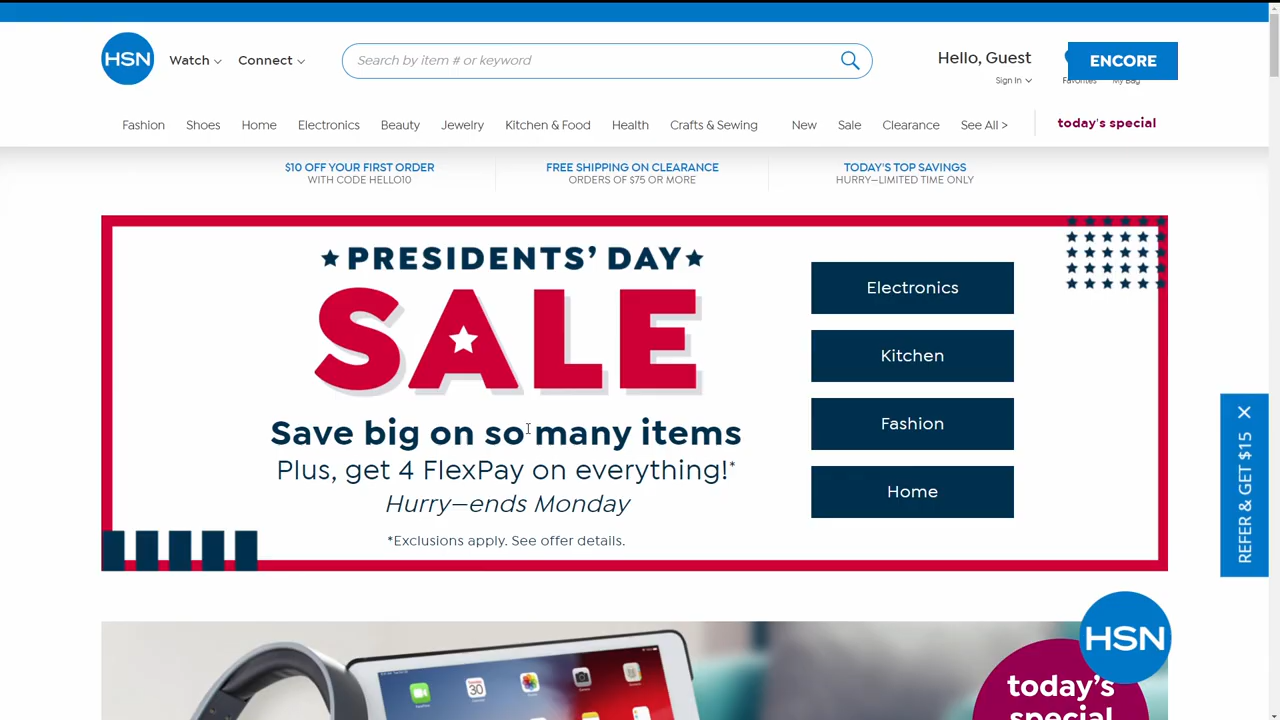 HSN
Watch
Connect
Search by item # or keyword
Hello, Guest
Sign In
Favorites
My Bag
ENCORE
Fashion
Shoes
Home
Electronics
Beauty
Jewelry
Kitchen & Food
Health
Crafts & Sewing
New
Sale
Clearance
See All >
today's special
$10 OFF YOUR FIRST ORDER
WITH CODE HELLO10
FREE SHIPPING ON CLEARANCE
ORDERS OF $75 OR MORE
TODAY'S TOP SAVINGS
HURRY—LIMITED TIME ONLY
PRESIDENTS' DAY
SALE
Save big on so many items
Plus, get 4 FlexPay on everything!*
Hurry—ends Monday
*Exclusions apply. See offer details.
Electronics
Kitchen
Fashion
Home
REFER & GET $15
HSN
today's
special
30